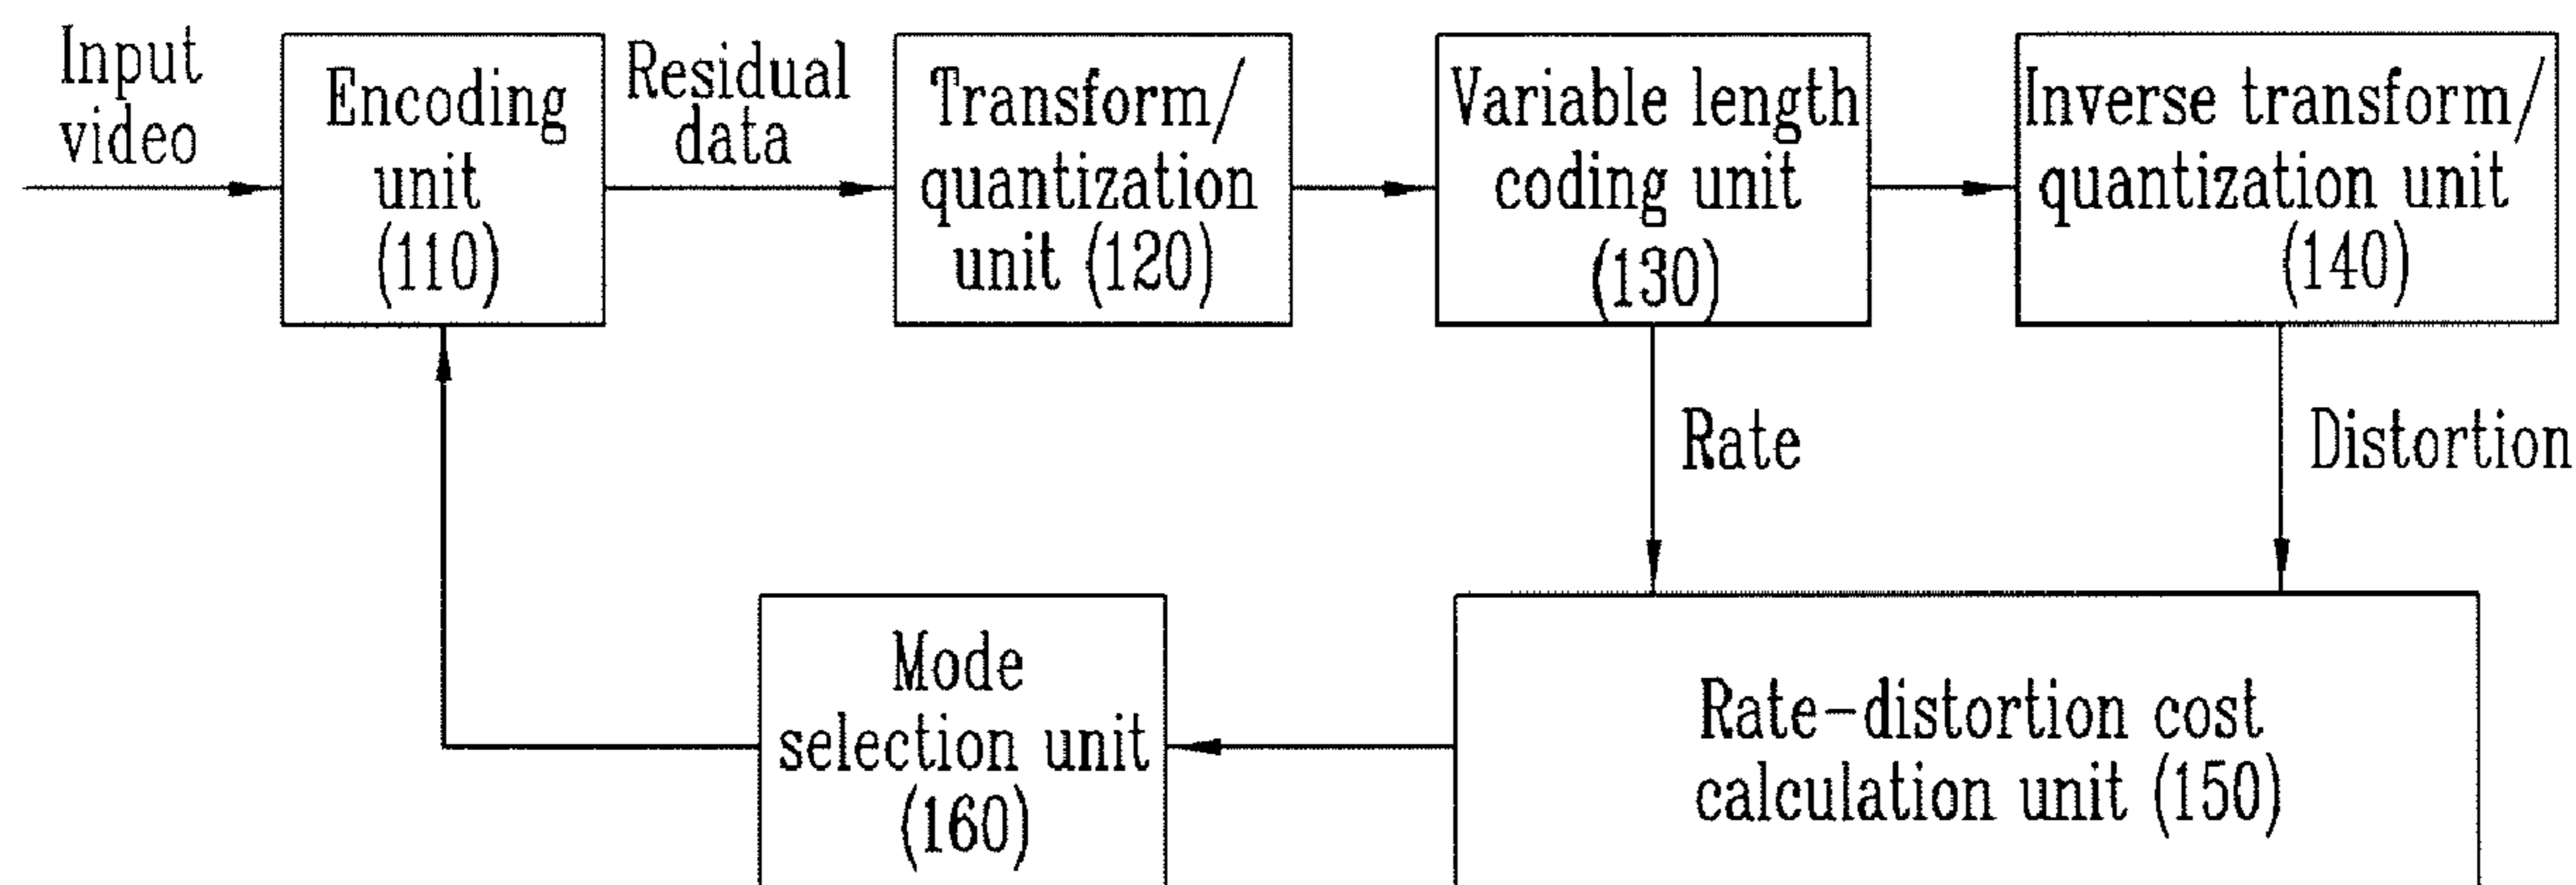 Input
video
Encoding
unit
(110)
Residual
data
Transform/
quantization
unit (120)
Variable length
coding unit
(130)
Inverse transform/
quantization unit
(140)
Rate
Distortion
Mode
selection unit
(160)
Rate-distortion cost
calculation unit (150)